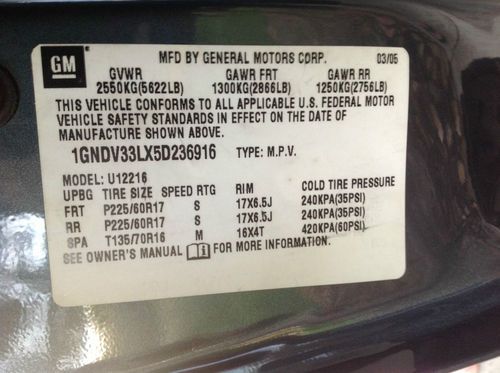 GM
MFD BY GENERAL MOTORS CORP. 03/05
GVWR GAWR FRT GAWR RR
2550KG(5622LB) 1300KG(2866LB) 1250KG(2756LB)
THIS VEHICLE CONFORMS TO ALL APPLICABLE U.S. FEDERAL MOTOR
VEHICLE SAFETY STANDARDS IN EFFECT ON THE DATE OF
MANUFACTURE SHOWN ABOVE.
1GNDV33LX5D236916 TYPE: M.P.V.
MODEL: U12216
UPBG TIRE SIZE SPEED RTG RIM COLD TIRE PRESSURE
FRT P225/60R17 S 17X6.5J 240KPA(35PSI)
RR P225/60R17 S 17X6.5J 240KPA(35PSI)
SPA T135/70R16 M 16X4T 420KPA(60PSI)
SEE OWNER'S MANUAL FOR MORE INFORMATION.